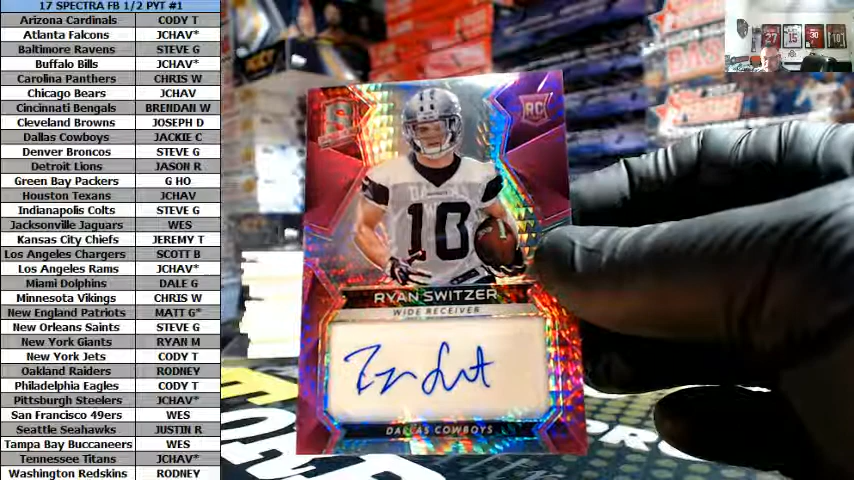 17 SPECTRA FB 1/2 PYT #1
Arizona Cardinals CODY T
Atlanta Falcons JCHAV*
Baltimore Ravens STEVE G
Buffalo Bills JCHAV*
Carolina Panthers CHRIS W
Chicago Bears JCHAV
Cincinnati Bengals BRENDAN W
Cleveland Browns JOSEPH D
Dallas Cowboys JACKIE C
Denver Broncos STEVE G
Detroit Lions JASON R
Green Bay Packers G HO
Houston Texans JCHAV
Indianapolis Colts STEVE G
Jacksonville Jaguars WES
Kansas City Chiefs JEREMY T
Los Angeles Chargers SCOTT B
Los Angeles Rams JCHAV*
Miami Dolphins DALE G
Minnesota Vikings CHRIS W
New England Patriots MATT G*
New Orleans Saints STEVE G
New York Giants RYAN M
New York Jets CODY T
Oakland Raiders RODNEY
Philadelphia Eagles CODY T
Pittsburgh Steelers JCHAV*
San Francisco 49ers WES
Seattle Seahawks JUSTIN R
Tampa Bay Buccaneers WES
Tennessee Titans JCHAV*
Washington Redskins RODNEY
RC
10
RYAN SWITZER
WIDE RECEIVER
DALLAS COWBOYS
27 15 30 10